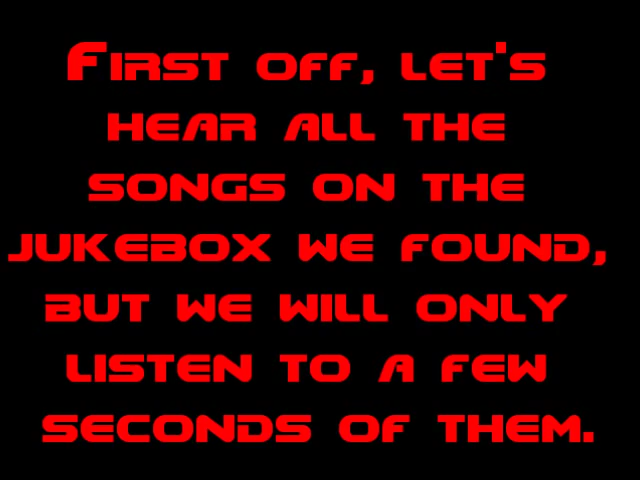 First off, let's
hear all the
songs on the
jukebox we found,
but we will only
listen to a few
seconds of them.